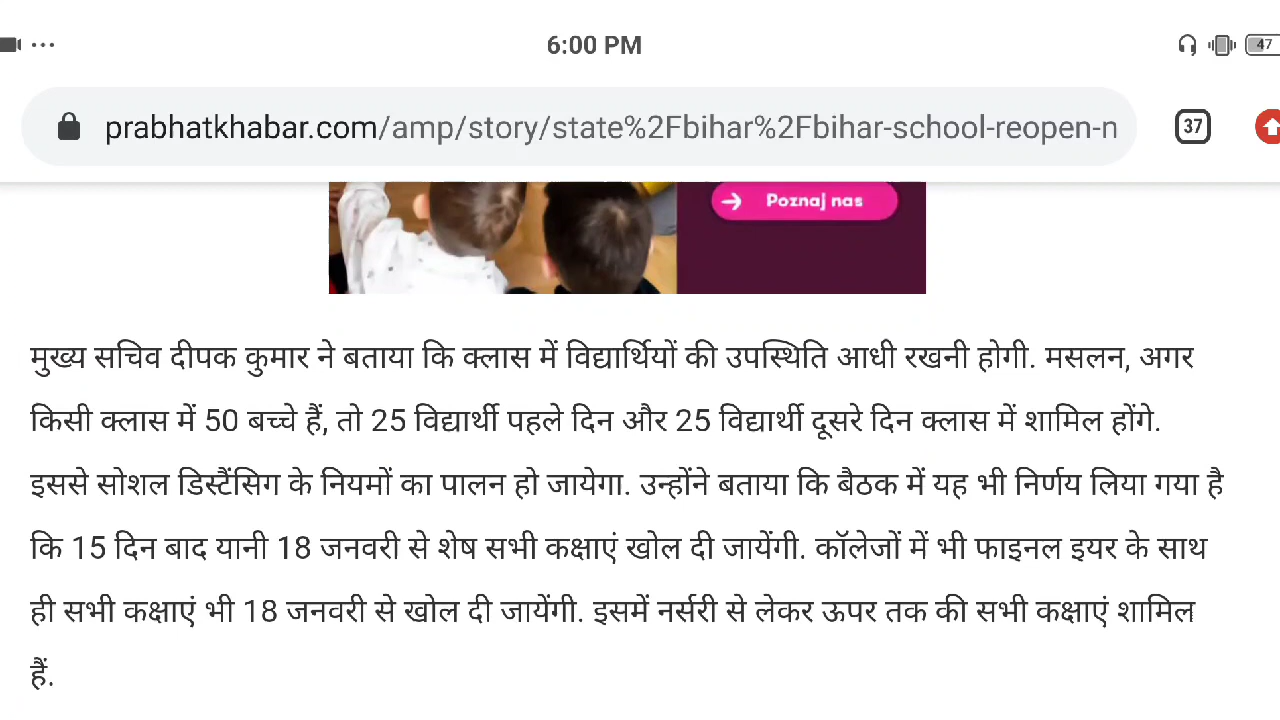 6:00 PM
47
prabhatkhabar.com/amp/story/state%2Fbihar%2Fbihar-school-reopen-n
37
Poznaj nas
मुख्य सचिव दीपक कुमार ने बताया कि क्लास में विद्यार्थियों की उपस्थिति आधी रखनी होगी. मसलन, अगर
किसी क्लास में 50 बच्चे हैं, तो 25 विद्यार्थी पहले दिन और 25 विद्यार्थी दूसरे दिन क्लास में शामिल होंगे.
इससे सोशल डिस्टैंसिग के नियमों का पालन हो जायेगा. उन्होंने बताया कि बैठक में यह भी निर्णय लिया गया है
कि 15 दिन बाद यानी 18 जनवरी से शेष सभी कक्षाएं खोल दी जायेंगी. कॉलेजों में भी फाइनल इयर के साथ
ही सभी कक्षाएं भी 18 जनवरी से खोल दी जायेंगी. इसमें नर्सरी से लेकर ऊपर तक की सभी कक्षाएं शामिल
हैं.